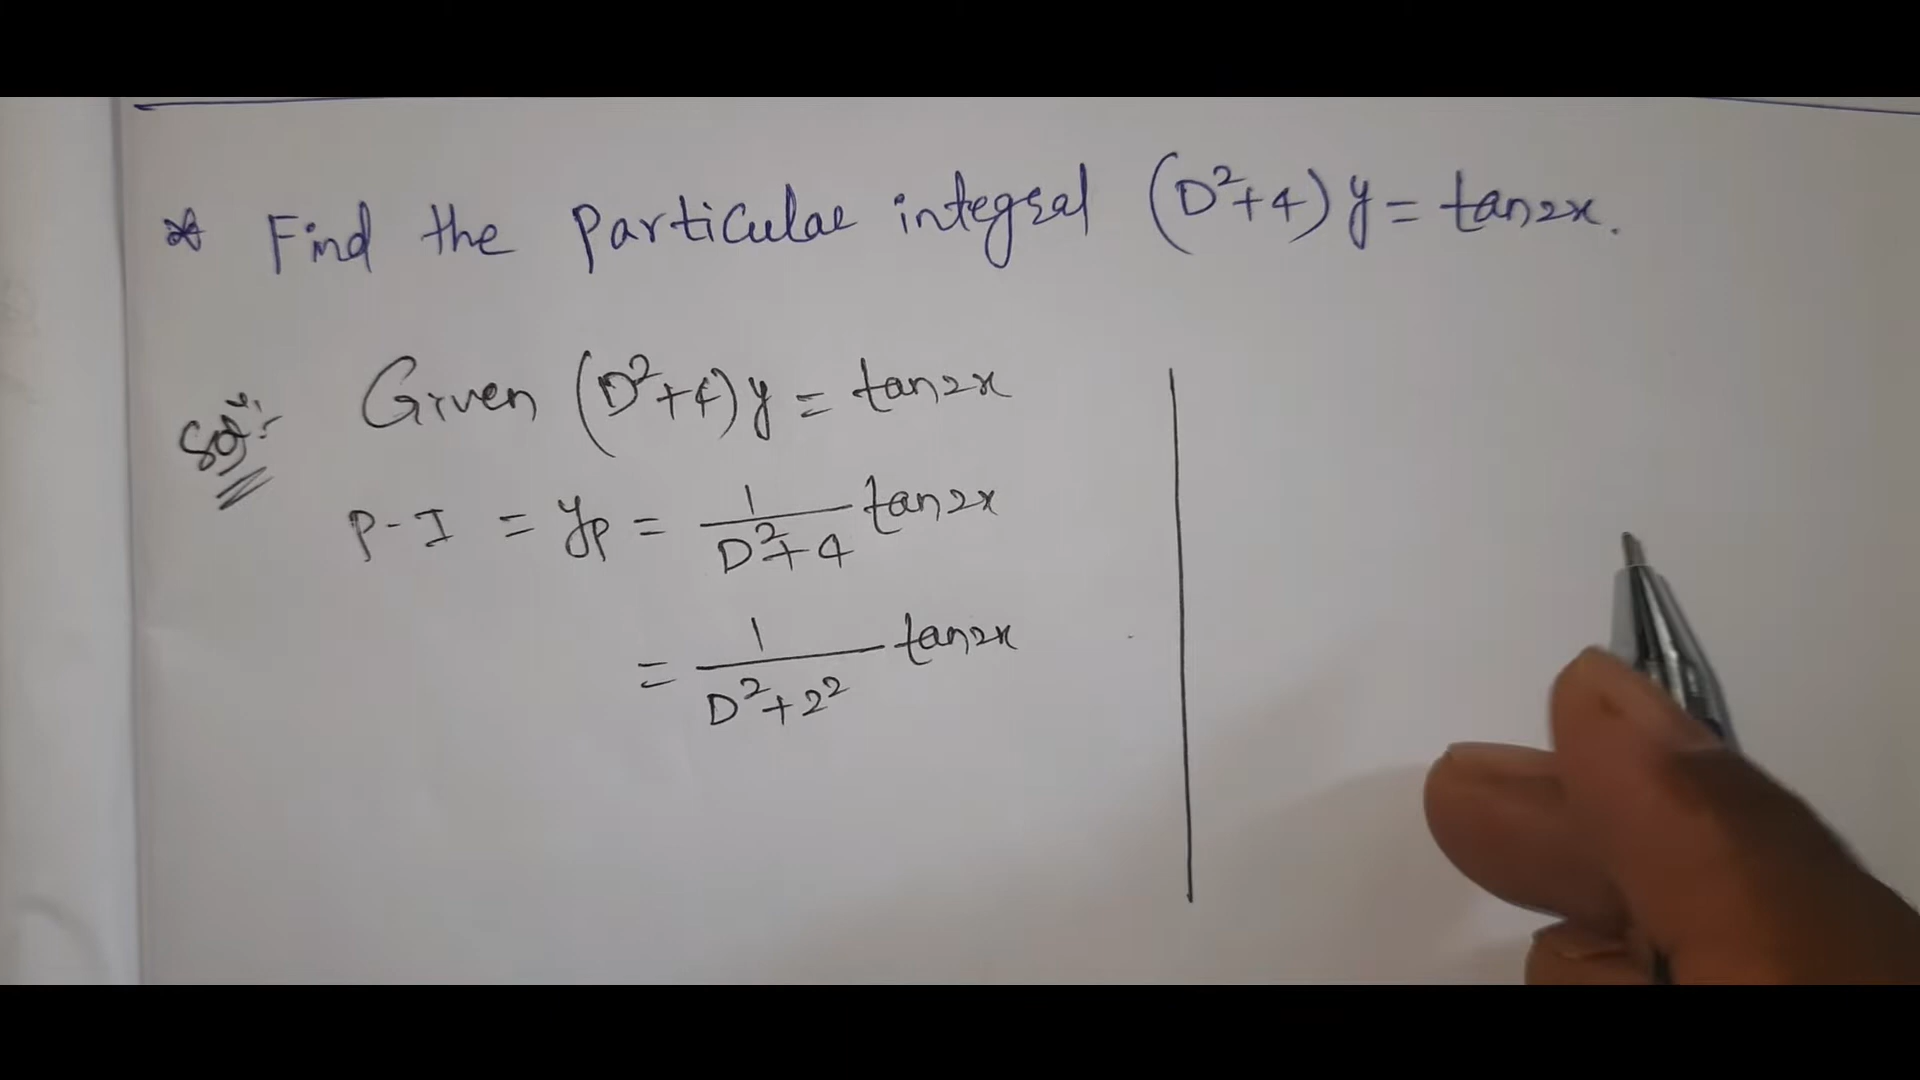 * Find the Particular integral (D²+4)y = tan2x.
Sol:-
Given (D²+4)y = tan2x
P-I = yp = 1/(D²+4) tan2x
= 1/(D²+2²) tan2x